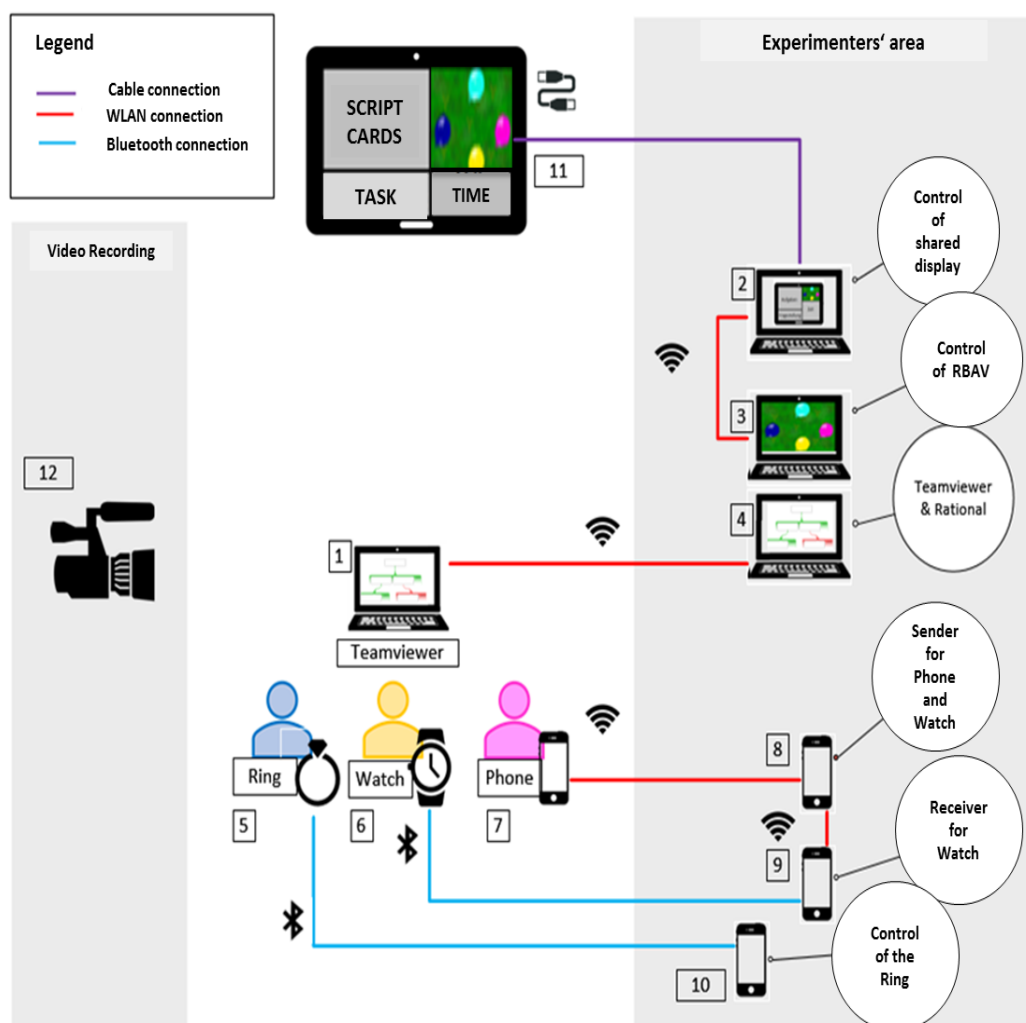 Legend
Cable connection
WLAN connection
Bluetooth connection
Experimenters‘ area
SCRIPT
CARDS
TASK
TIME
11
Control
of
shared
display
Video Recording
2
Control
of RBAV
3
12
Teamviewer
& Rational
4
1
Teamviewer
Sender
for
Phone
and
Watch
8
Ring
Watch
Phone
5
6
7
Receiver
for
Watch
9
Control
of the
Ring
10